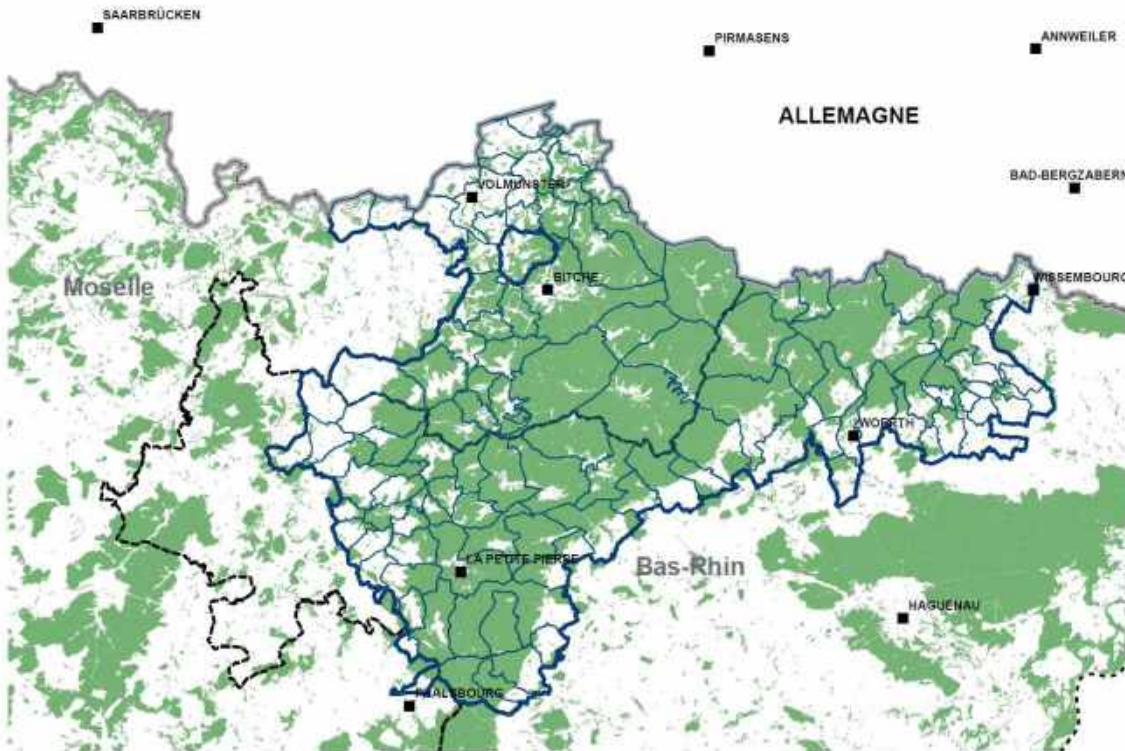 SAARBRÜCKEN
PIRMASENS
ANNWEILER
ALLEMAGNE
BAD-BERGZABERN
VOLMUNSTER
Moselle
BITCHE
WISSEMBOURG
WOERTH
LA PETITE PIERRE
Bas-Rhin
HAGUENAU
PHALSBOURG